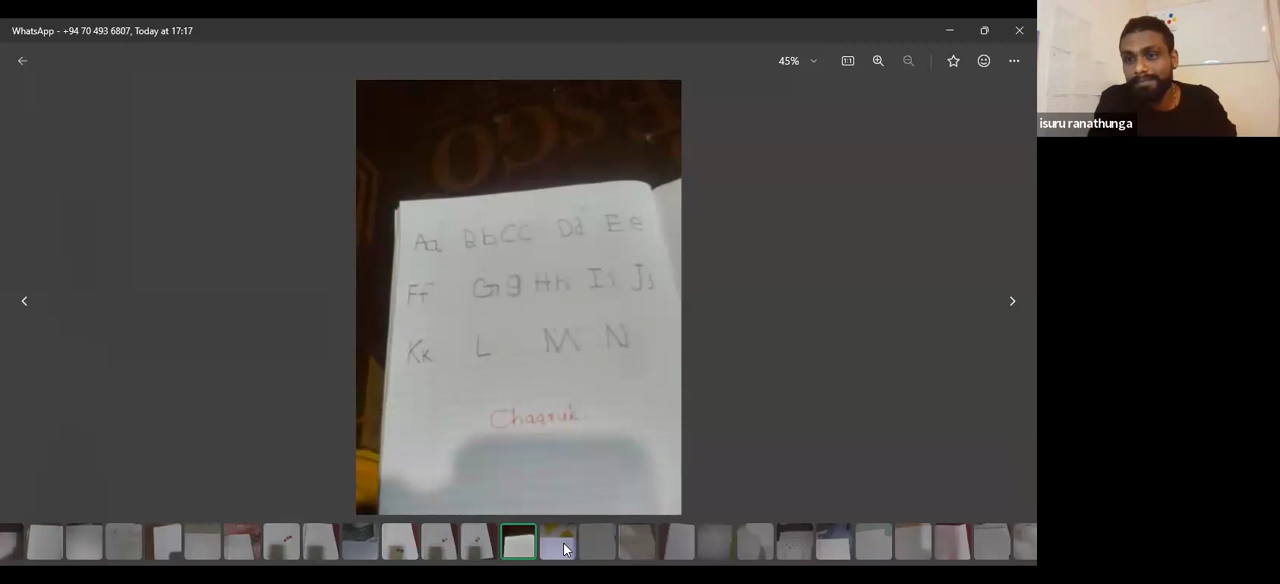 WhatsApp - +94 70 493 6807, Today at 17:17
45%
isuru ranathunga
Aa Bb Cc Dd Ee
Ff Gg Hh Ii Jj
Kk L M N